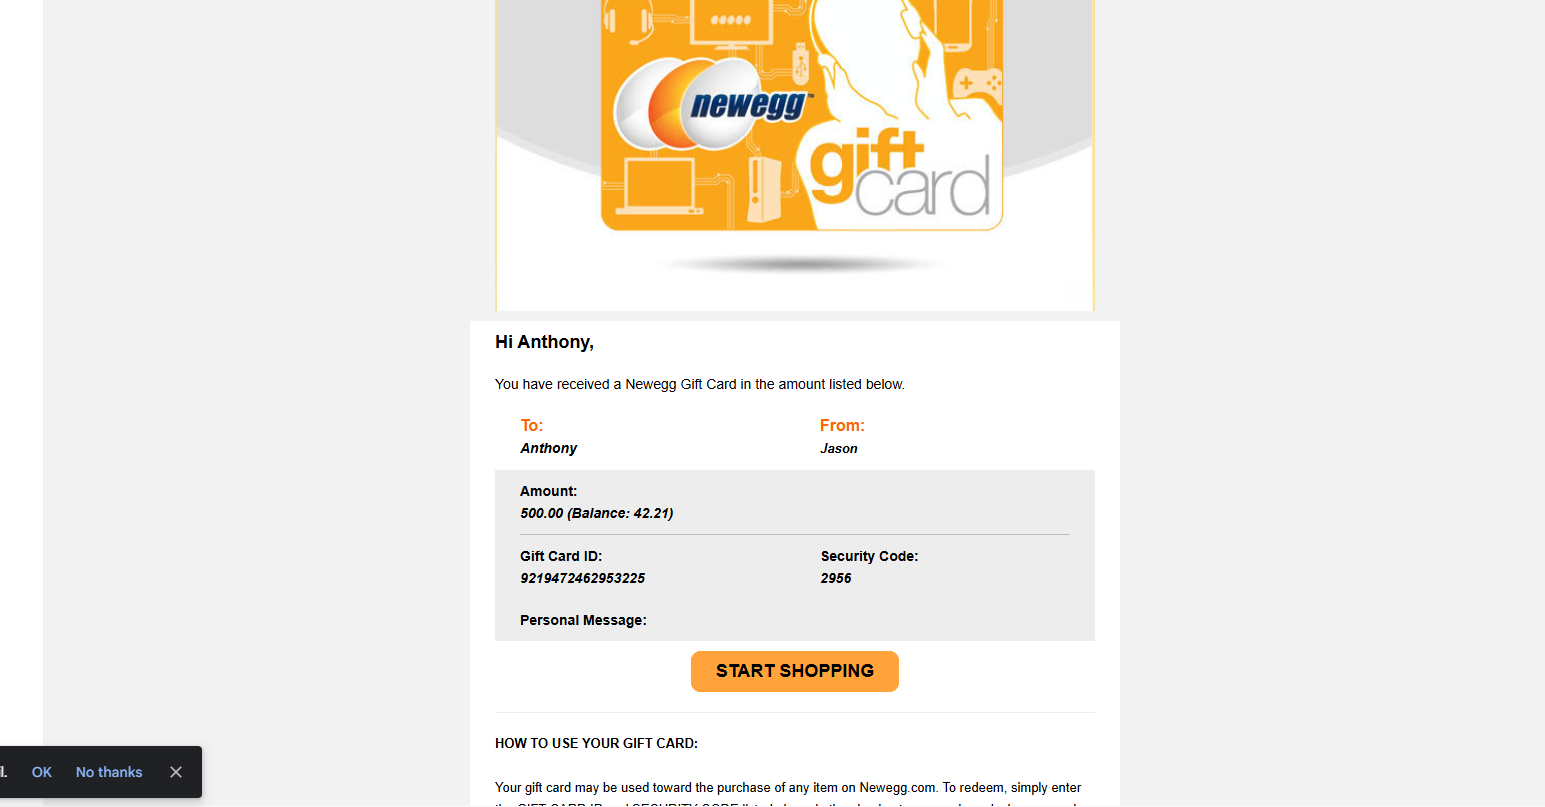 newegg™
gift
card
Hi Anthony,
You have received a Newegg Gift Card in the amount listed below.
To:
From:
Anthony
Jason
Amount:
500.00 (Balance: 42.21)
Gift Card ID:
Security Code:
9219472462953225
2956
Personal Message:
START SHOPPING
HOW TO USE YOUR GIFT CARD:
OK No thanks
Your gift card may be used toward the purchase of any item on Newegg.com. To redeem, simply enter